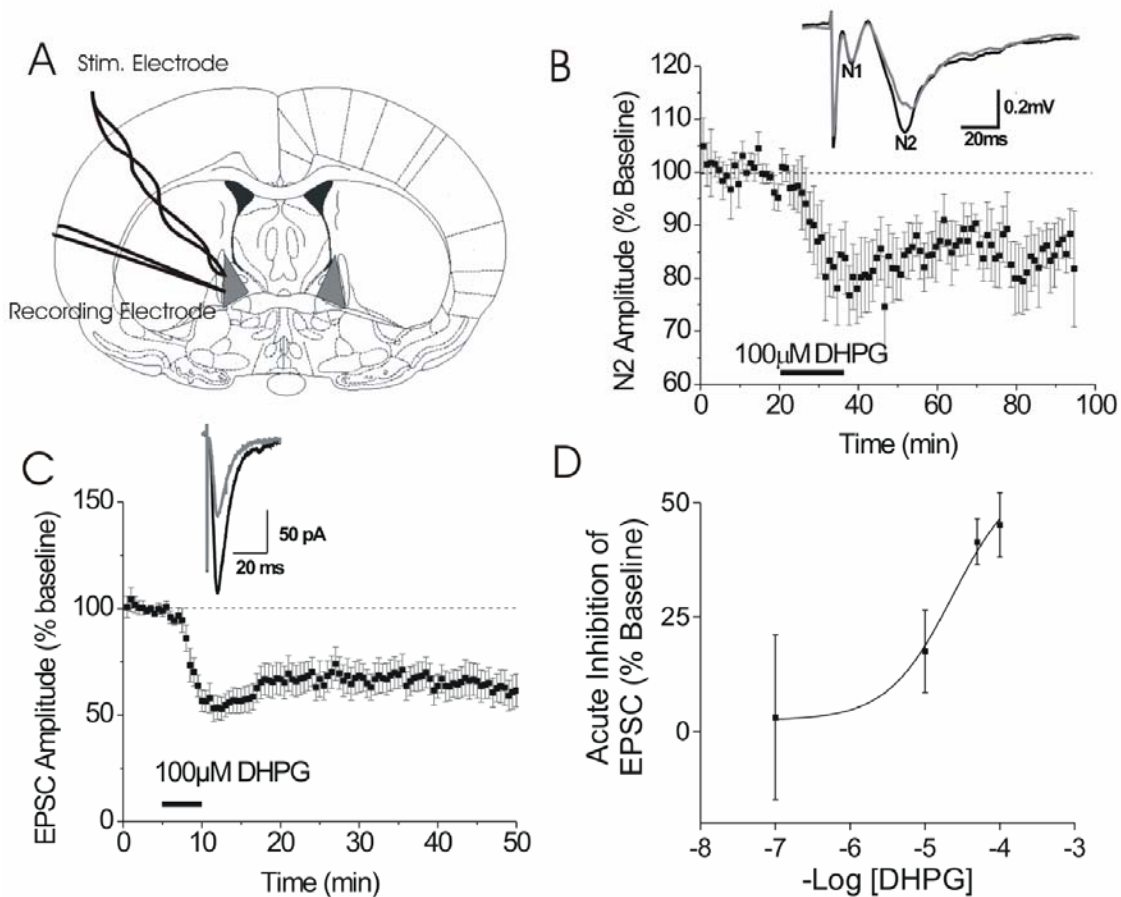 A
Stim. Electrode
Recording Electrode
B
N2 Amplitude (% Baseline)
120
110
100
90
80
70
60
N1
N2
0.2mV
20ms
100µM DHPG
0 20 40 60 80 100
Time (min)
C
EPSC Amplitude (% baseline)
150
100
50
0
50 pA
20 ms
100µM DHPG
0 10 20 30 40 50
Time (min)
D
Acute Inhibition of
EPSC (% Baseline)
50
25
0
-8 -7 -6 -5 -4 -3
-Log [DHPG]